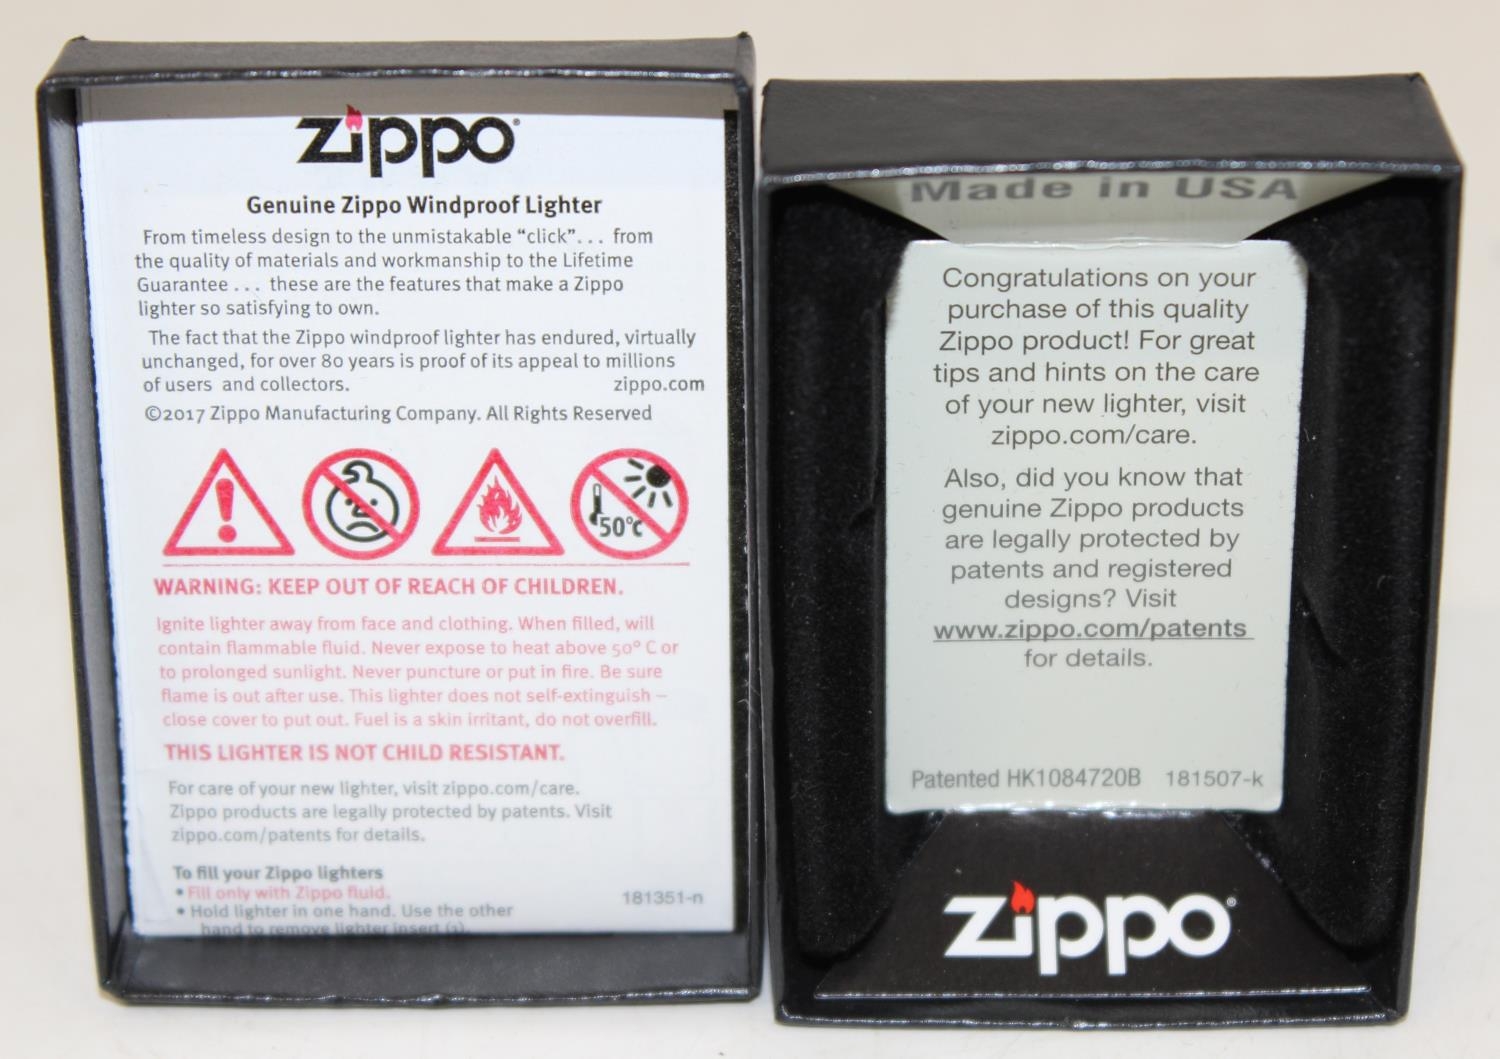 zippo
Genuine Zippo Windproof Lighter
From timeless design to the unmistakable “click”... from
the quality of materials and workmanship to the Lifetime
Guarantee ... these are the features that make a Zippo
lighter so satisfying to own.
The fact that the Zippo windproof lighter has endured, virtually
unchanged, for over 80 years is proof of its appeal to millions
of users and collectors. zippo.com
©2017 Zippo Manufacturing Company. All Rights Reserved
50°C
WARNING: KEEP OUT OF REACH OF CHILDREN.
Ignite lighter away from face and clothing. When filled, will
contain flammable fluid. Never expose to heat above 50° C or
to prolonged sunlight. Never puncture or put in fire. Be sure
flame is out after use. This lighter does not self-extinguish –
close cover to put out. Fuel is a skin irritant, do not overfill.
THIS LIGHTER IS NOT CHILD RESISTANT.
For care of your new lighter, visit zippo.com/care.
Zippo products are legally protected by patents. Visit
zippo.com/patents for details.
To fill your Zippo lighters
• Fill only with Zippo fluid.
181351-n
• Hold lighter in one hand. Use the other
hand to remove lighter insert (1).
Made in USA
Congratulations on your
purchase of this quality
Zippo product! For great
tips and hints on the care
of your new lighter, visit
zippo.com/care.
Also, did you know that
genuine Zippo products
are legally protected by
patents and registered
designs? Visit
www.zippo.com/patents
for details.
Patented HK1084720B 181507-k
zippo